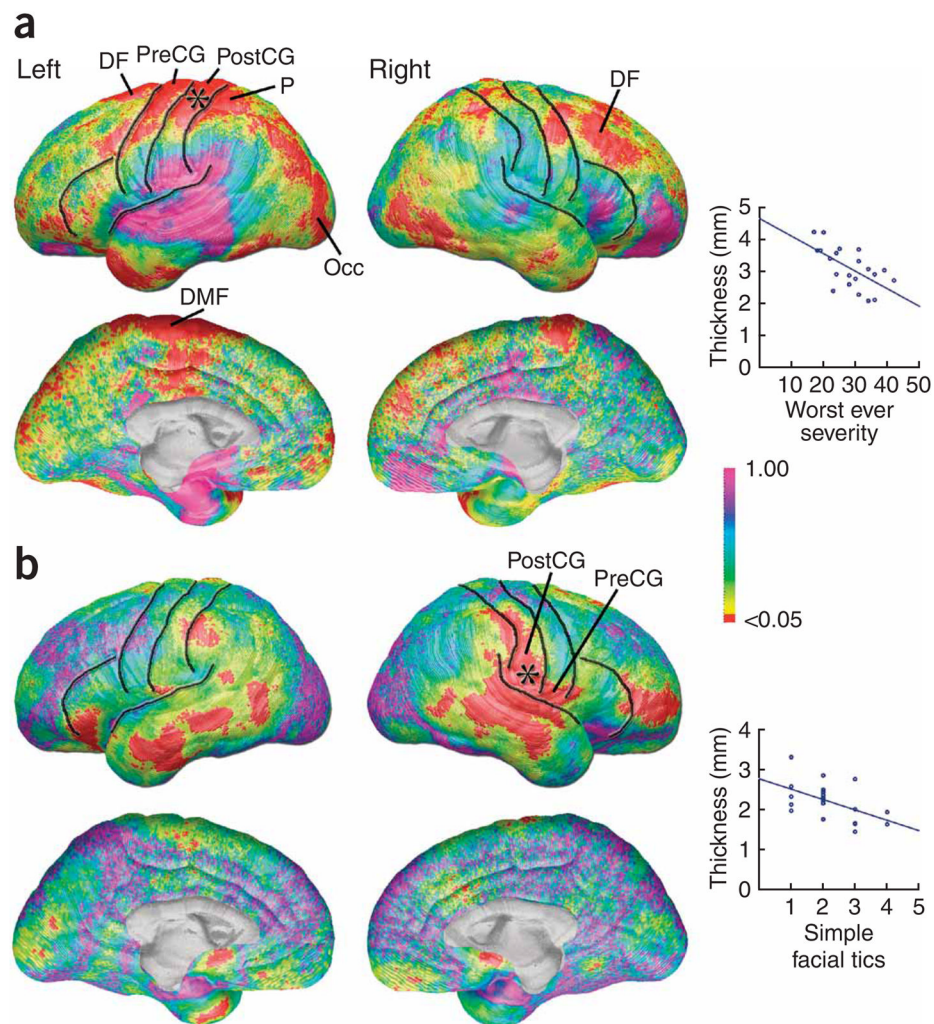 a
Left
DF
PreCG
PostCG
P
*
Occ
Right
DF
DMF
Thickness (mm)
5
4
3
2
1
0
10 20 30 40 50
Worst ever
severity
1.00
<0.05
b
PostCG
PreCG
*
Thickness (mm)
4
3
2
1
0
1 2 3 4 5
Simple
facial tics